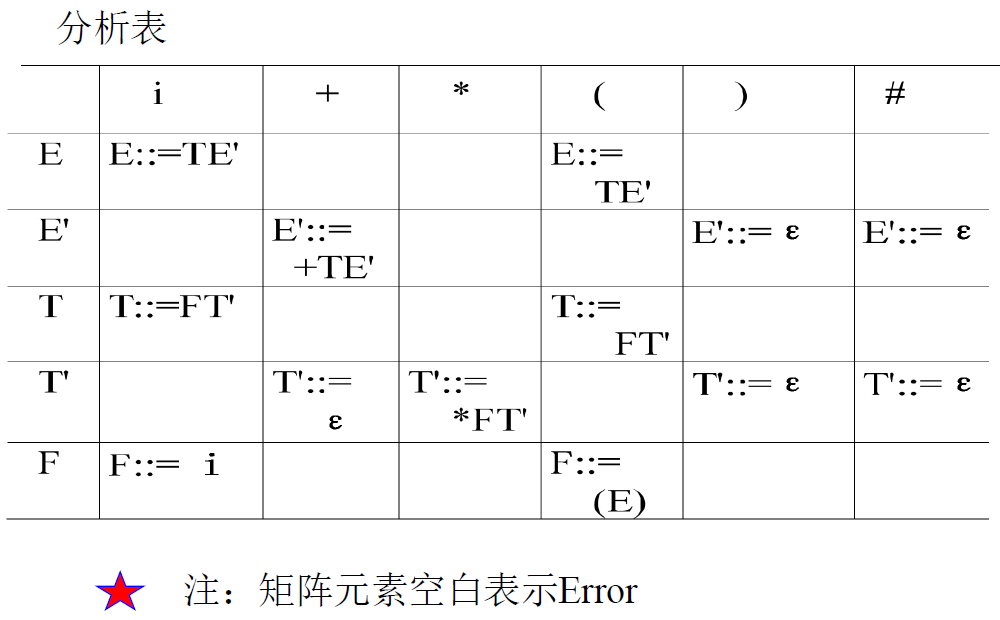 分析表
i + * ( ) #
E E::=TE' E::=
TE'
E' E'::= E'::= ε E'::= ε
+TE'
T T::=FT' T::=
FT'
T' T'::= T'::= T'::= ε T'::= ε
ε *FT'
F F::= i F::=
(E)
注：矩阵元素空白表示Error